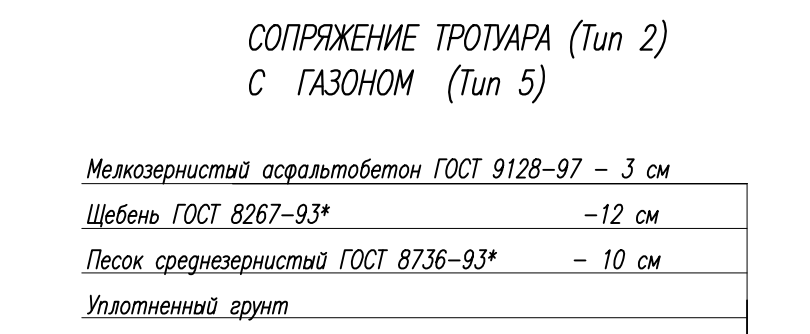 СОПРЯЖЕНИЕ ТРОТУАРА (Тип 2)
С ГАЗОНОМ (Тип 5)
Мелкозернистый асфальтобетон ГОСТ 9128-97 - 3 см
Щебень ГОСТ 8267-93* -12 см
Песок среднезернистый ГОСТ 8736-93* - 10 см
Уплотненный грунт